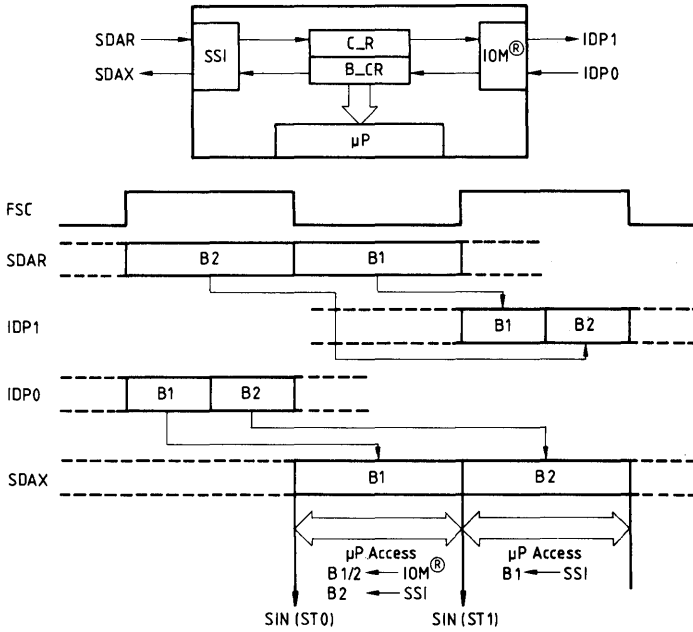 SDAR
SDAX
SSI
C_R
B_CR
IOM®
IDP1
IDP0
µP
FSC
SDAR
B2
B1
IDP1
B1
B2
IDP0
B1
B2
SDAX
B1
B2
µP Access
B1/2 ← IOM®
B2 ← SSI
µP Access
B1 ← SSI
SIN (ST0)
SIN (ST1)